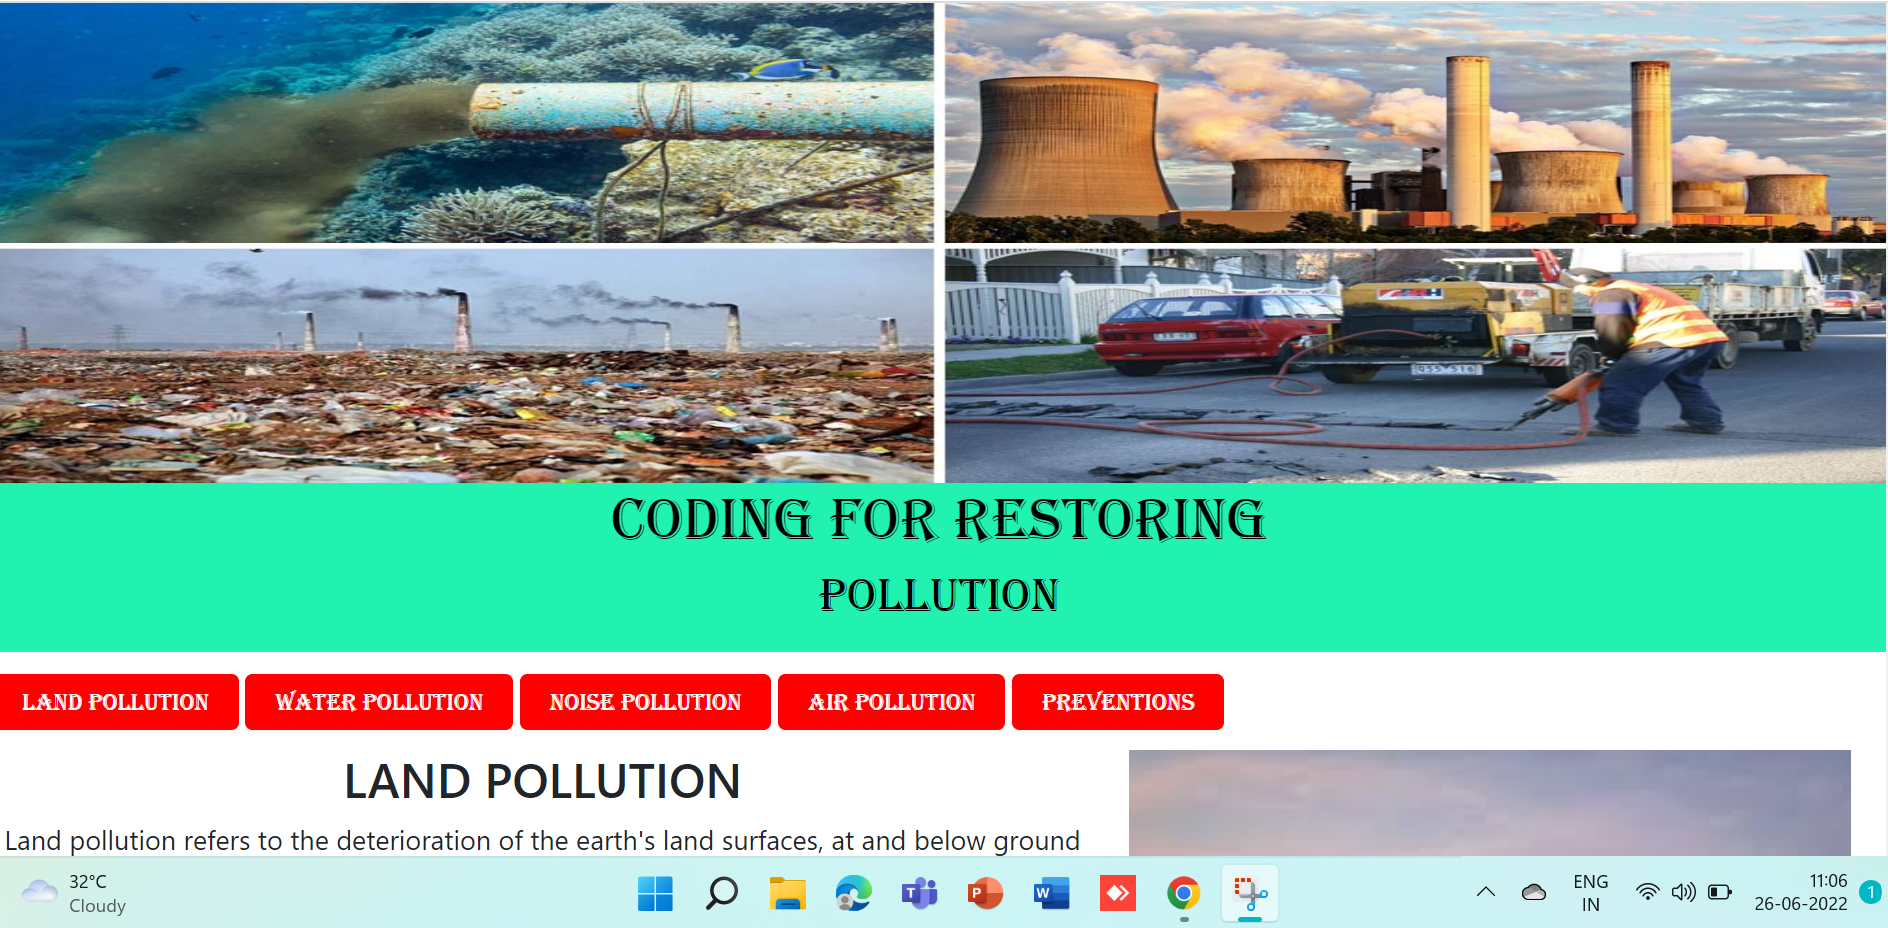 CODING FOR RESTORING
POLLUTION
LAND POLLUTION WATER POLLUTION NOISE POLLUTION AIR POLLUTION PREVENTIONS
LAND POLLUTION
Land pollution refers to the deterioration of the earth's land surfaces, at and below ground
32°C
Cloudy
ENG
IN
11:06
26-06-2022
1